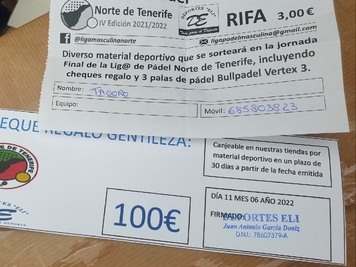 Norte de Tenerife
IV Edición 2021/2022
RIFA 3,00€
@ligamasculinanorte
ligapadelmasculina@gmail.com
Diverso material deportivo que se sorteará en la jornada
Final de la Lig@ de Pádel Norte de Tenerife, incluyendo
cheques regalo y 3 palas de pádel Bullpadel Vertex 3.
Nombre:
Equipo:
Móvil: 685803823
EQUE REGALO GENTILEZA:
Canjeable en nuestras tiendas por
material deportivo en un plazo de
30 días a partir de la fecha emitida
100€
DÍA 11 MES 06 AÑO 2022
FIRMADO:
DEPORTES ELI
Juan Antonio García Doniz
D.N.I. 78607379-A